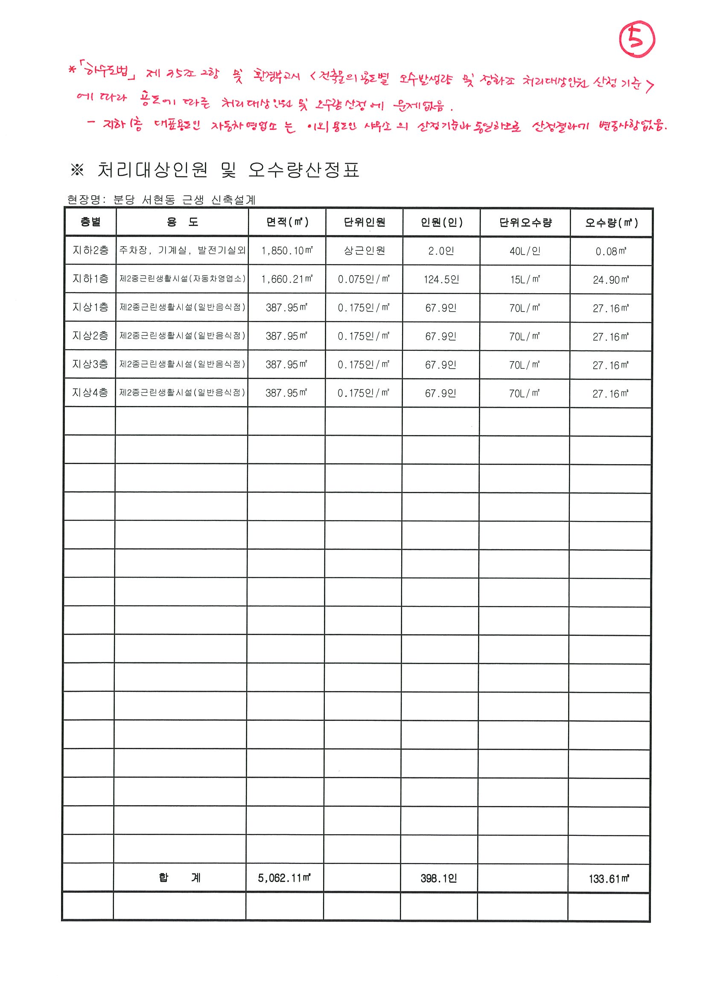 5
*「하수도법」 제35조 2항 및 환경부고시 <건축물의 용도별 오수발생량 및 정화조 처리대상인원 산정기준>
에 따라 용도에 따른 처리대상인원 및 오수량산정에 문제없음.
- 지하1층 대표용도인 자동차영업소는 이외용도인 사무소의 산정기준과 동일하므로 산정결과에 변동사항없음.
※ 처리대상인원 및 오수량산정표
현장명: 분당 서현동 근생 신축설계
층별 용 도 면적(㎡) 단위인원 인원(인) 단위오수량 오수량(㎥)
지하2층 주차장, 기계실, 발전기실외 1,850.10㎡ 상근인원 2.0인 40L/인 0.08㎥
지하1층 제2종근린생활시설(자동차영엽소) 1,660.21㎡ 0.075인/㎡ 124.5인 15L/㎡ 24.90㎥
지상1층 제2종근린생활시설(일반음식점) 387.95㎡ 0.175인/㎡ 67.9인 70L/㎡ 27.16㎥
지상2층 제2종근린생활시설(일반음식점) 387.95㎡ 0.175인/㎡ 67.9인 70L/㎡ 27.16㎥
지상3층 제2종근린생활시설(일반음식점) 387.95㎡ 0.175인/㎡ 67.9인 70L/㎡ 27.16㎥
지상4층 제2종근린생활시설(일반음식점) 387.95㎡ 0.175인/㎡ 67.9인 70L/㎡ 27.16㎥
합 계 5,062.11㎡ 398.1인 133.61㎥